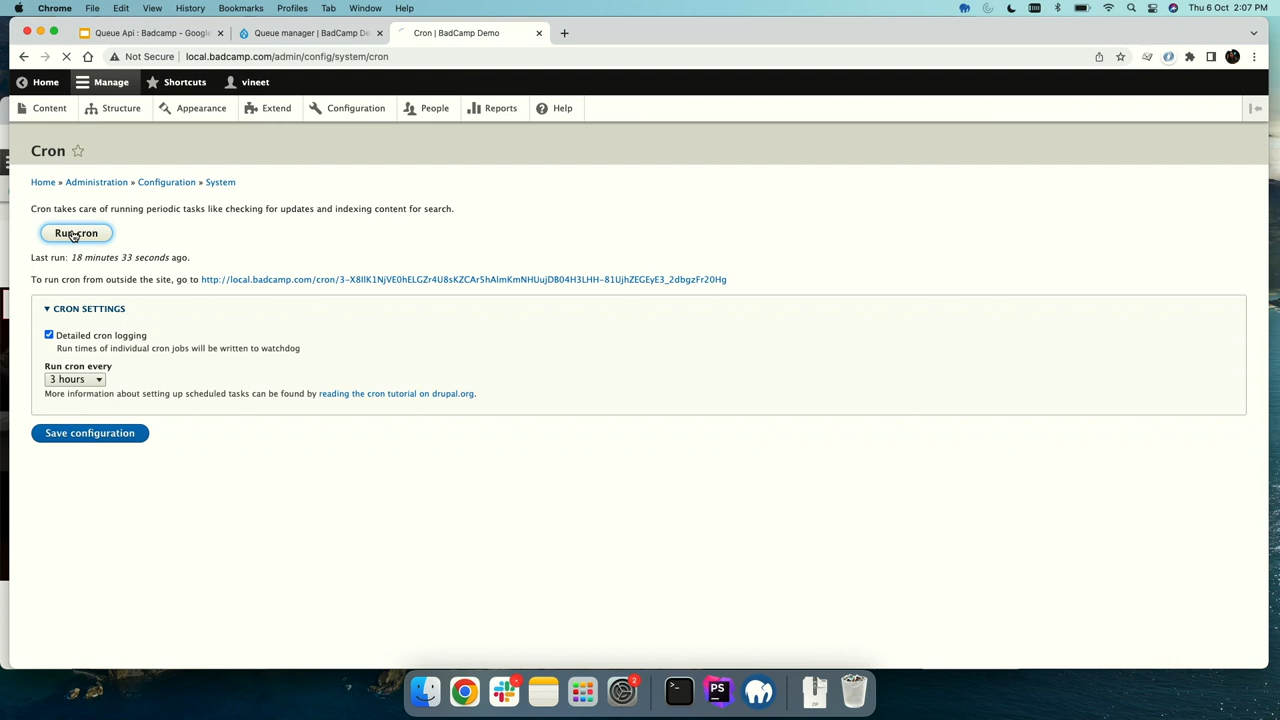 Chrome File Edit View History Bookmarks Profiles Tab Window Help Thu 6 Oct 2:07 PM
Queue Api : Badcamp – Google Queue manager | BadCamp De Cron | BadCamp Demo
Not Secure local.badcamp.com/admin/config/system/cron
Home Manage Shortcuts vineet
Content Structure Appearance Extend Configuration People Reports Help
Cron
Home » Administration » Configuration » System
Cron takes care of running periodic tasks like checking for updates and indexing content for search.
Run cron
Last run: 18 minutes 33 seconds ago.
To run cron from outside the site, go to
CRON SETTINGS
Detailed cron logging
Run times of individual cron jobs will be written to watchdog
Run cron every
3 hours
More information about setting up scheduled tasks can be found by reading the cron tutorial on drupal.org.
Save configuration
2
PS
ZIP